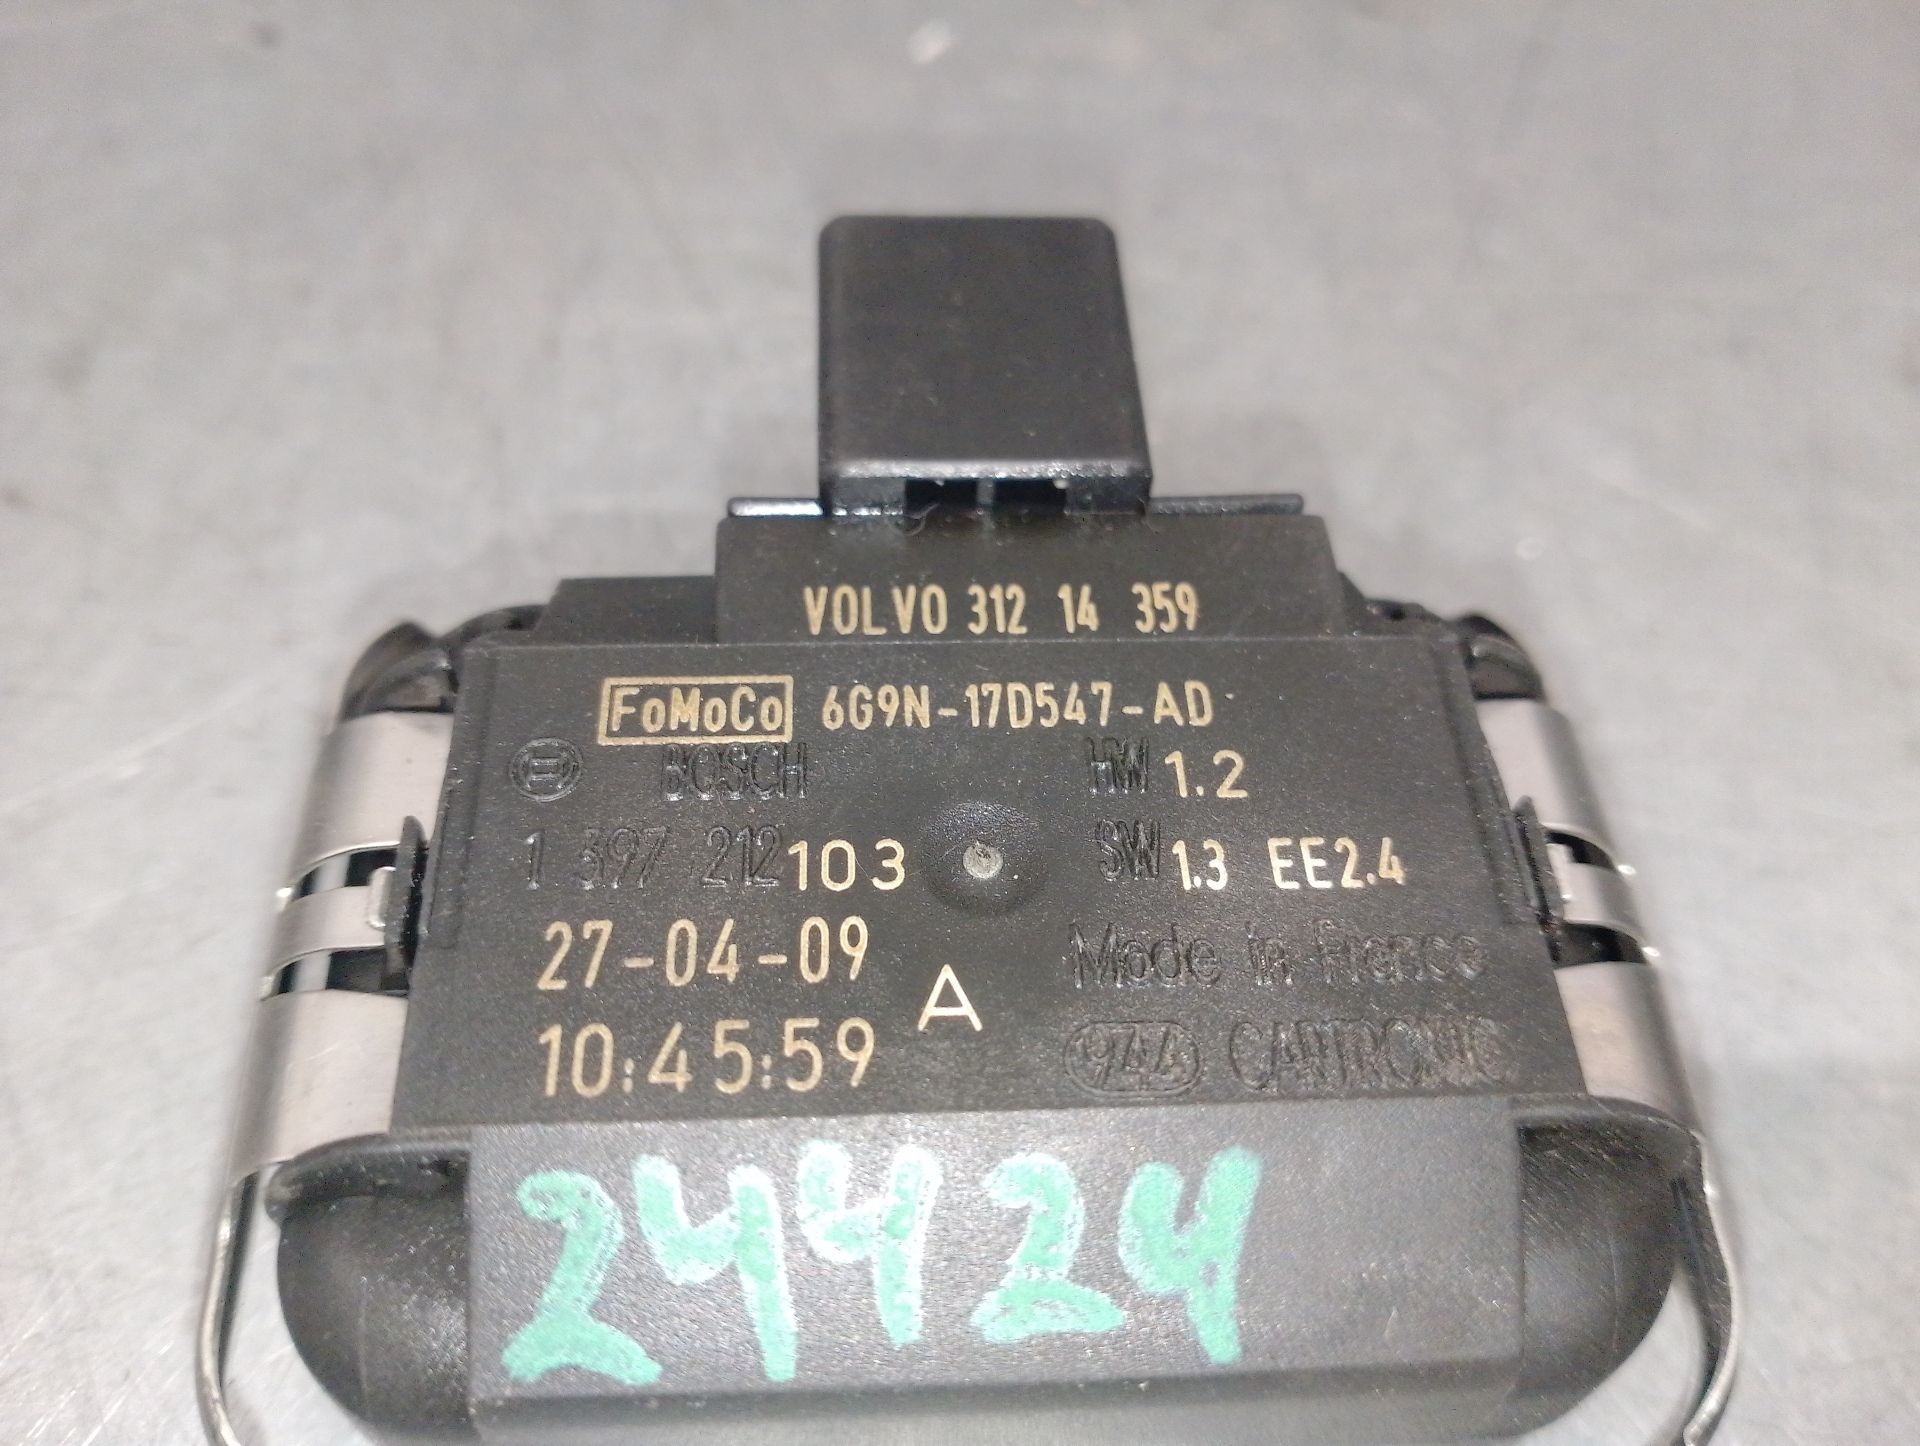 VOLVO 312 14 359
FoMoCo 6G9N-17D547-AD
BOSCH HW 1.2
1 397 212 103 SW 1.3 EE2.4
27-04-09 Made in France
A
10:45:59 CARTRONIC
24424